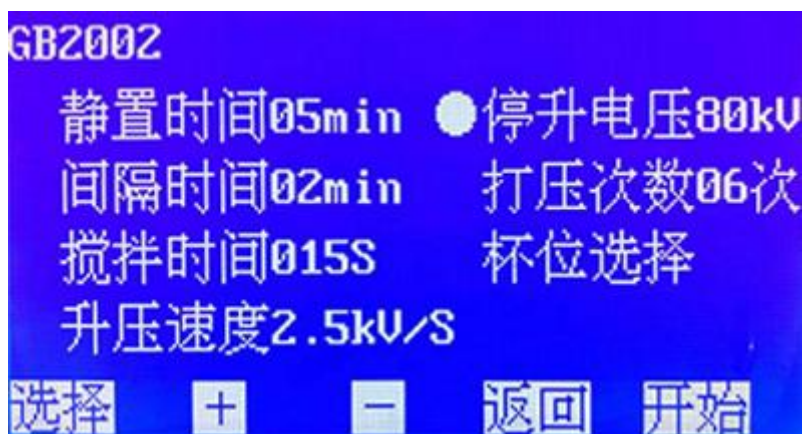 GB2002
静置时间05min ●停升电压80kV
间隔时间02min 打压次数06次
搅拌时间015S 杯位选择
升压速度2.5kV/S
选择 + - 返回 开始